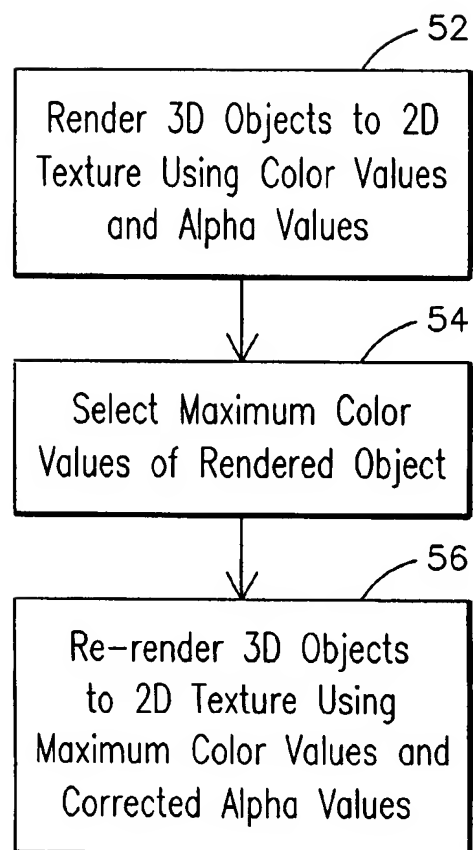 52
Render 3D Objects to 2D
Texture Using Color Values
and Alpha Values
54
Select Maximum Color
Values of Rendered Object
56
Re-render 3D Objects
to 2D Texture Using
Maximum Color Values and
Corrected Alpha Values